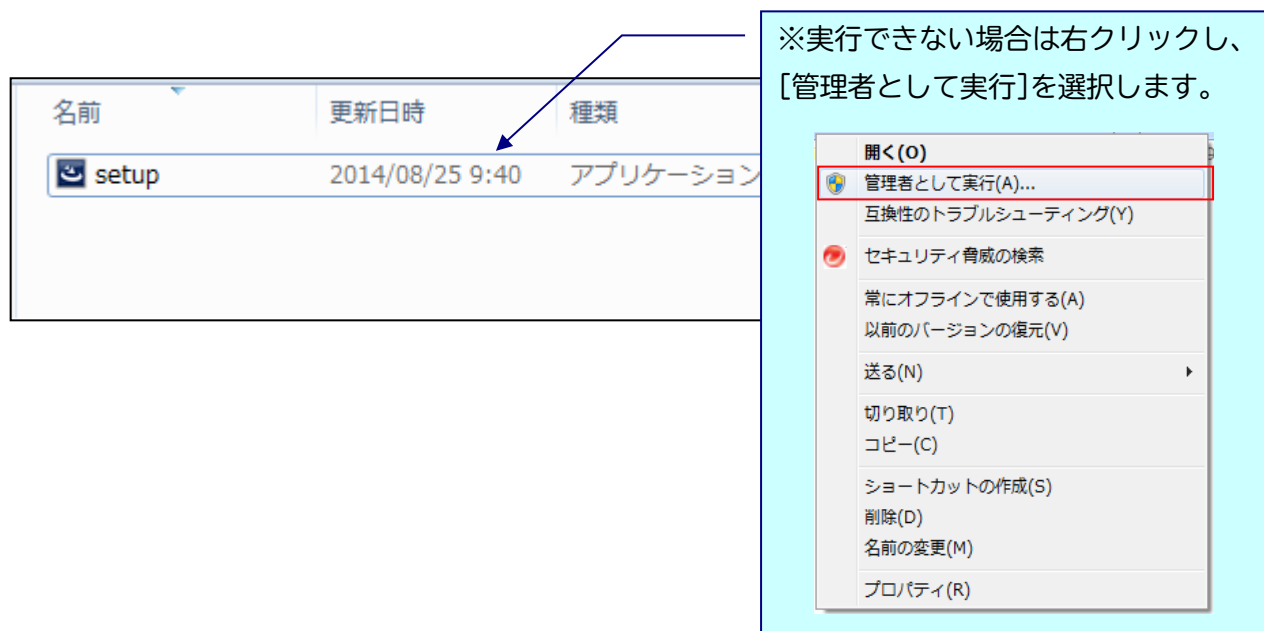 ※実行できない場合は右クリックし、
[管理者として実行]を選択します。
名前 更新日時 種類
setup 2014/08/25 9:40 アプリケーション
開く(O)
管理者として実行(A)...
互換性のトラブルシューティング(Y)
セキュリティ脅威の検索
常にオフラインで使用する(A)
以前のバージョンの復元(V)
送る(N)
切り取り(T)
コピー(C)
ショートカットの作成(S)
削除(D)
名前の変更(M)
プロパティ(R)